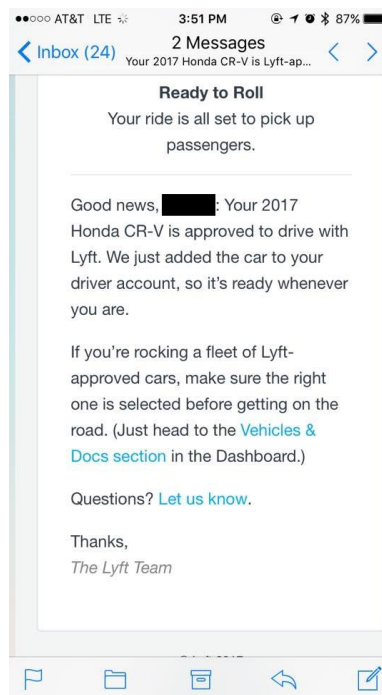 AT&T LTE 3:51 PM 87%
Inbox (24) 2 Messages
Your 2017 Honda CR-V is Lyft-ap...
Ready to Roll
Your ride is all set to pick up
passengers.
Good news, : Your 2017
Honda CR-V is approved to drive with
Lyft. We just added the car to your
driver account, so it's ready whenever
you are.
If you're rocking a fleet of Lyft-
approved cars, make sure the right
one is selected before getting on the
road. (Just head to the Vehicles &
Docs section in the Dashboard.)
Questions? Let us know.
Thanks,
The Lyft Team